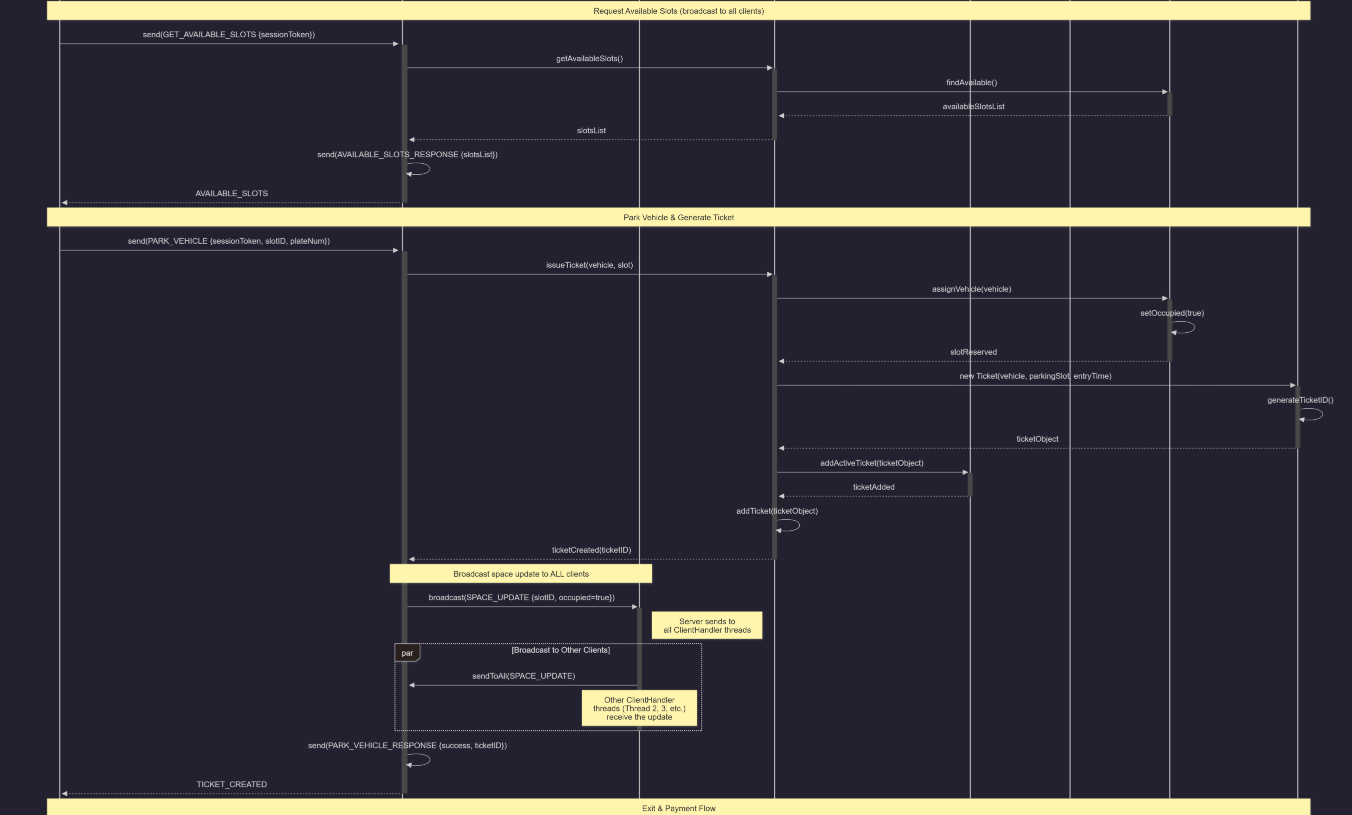 Request Available Slots (broadcast to all clients)
send(GET_AVAILABLE_SLOTS {sessionToken})
getAvailableSlots()
findAvailable()
availableSlotsList
slotsList
send(AVAILABLE_SLOTS_RESPONSE {slotsList})
AVAILABLE_SLOTS
Park Vehicle & Generate Ticket
send(PARK_VEHICLE {sessionToken, slotID, plateNum})
issueTicket(vehicle, slot)
assignVehicle(vehicle)
setOccupied(true)
slotReserved
new Ticket(vehicle, parkingSlot, entryTime)
generateTicketID()
ticketObject
addActiveTicket(ticketObject)
ticketAdded
addTicket(ticketObject)
ticketCreated(ticketID)
Broadcast space update to ALL clients
broadcast(SPACE_UPDATE {slotID, occupied=true})
Server sends to
all ClientHandler threads
par
[Broadcast to Other Clients]
sendToAll(SPACE_UPDATE)
Other ClientHandler
threads (Thread 2, 3, etc.)
receive the update
send(PARK_VEHICLE_RESPONSE {success, ticketID})
TICKET_CREATED
Exit & Payment Flow